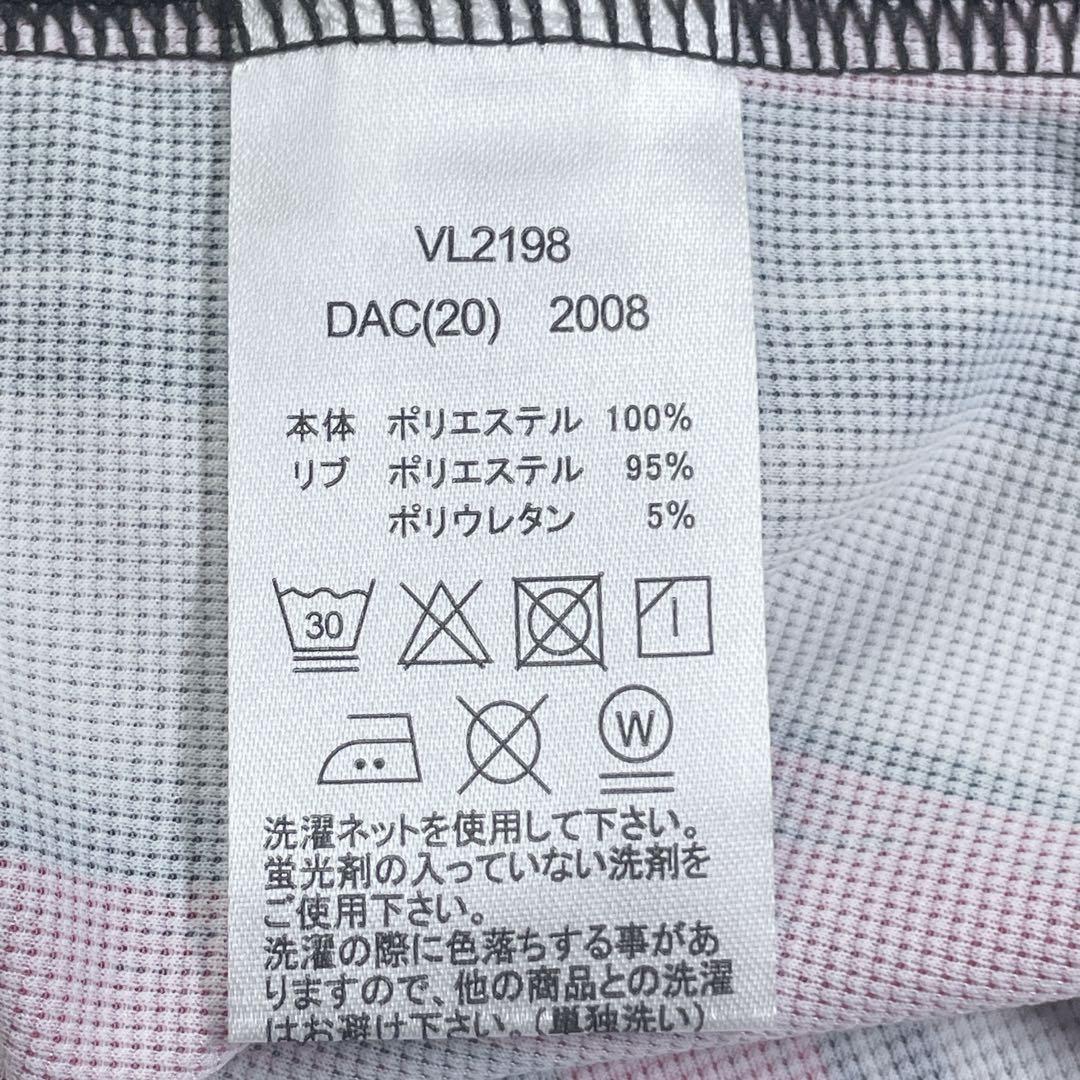 VL2198
DAC(20) 2008
本体 ポリエステル 100%
リブ ポリエステル 95%
ポリウレタン 5%
30
W
洗濯ネットを使用して下さい。
蛍光剤の入っていない洗剤を
ご使用下さい。
洗濯の際に色落ちする事があ
りますので、他の商品との洗濯
はお避け下さい。(単独洗い)